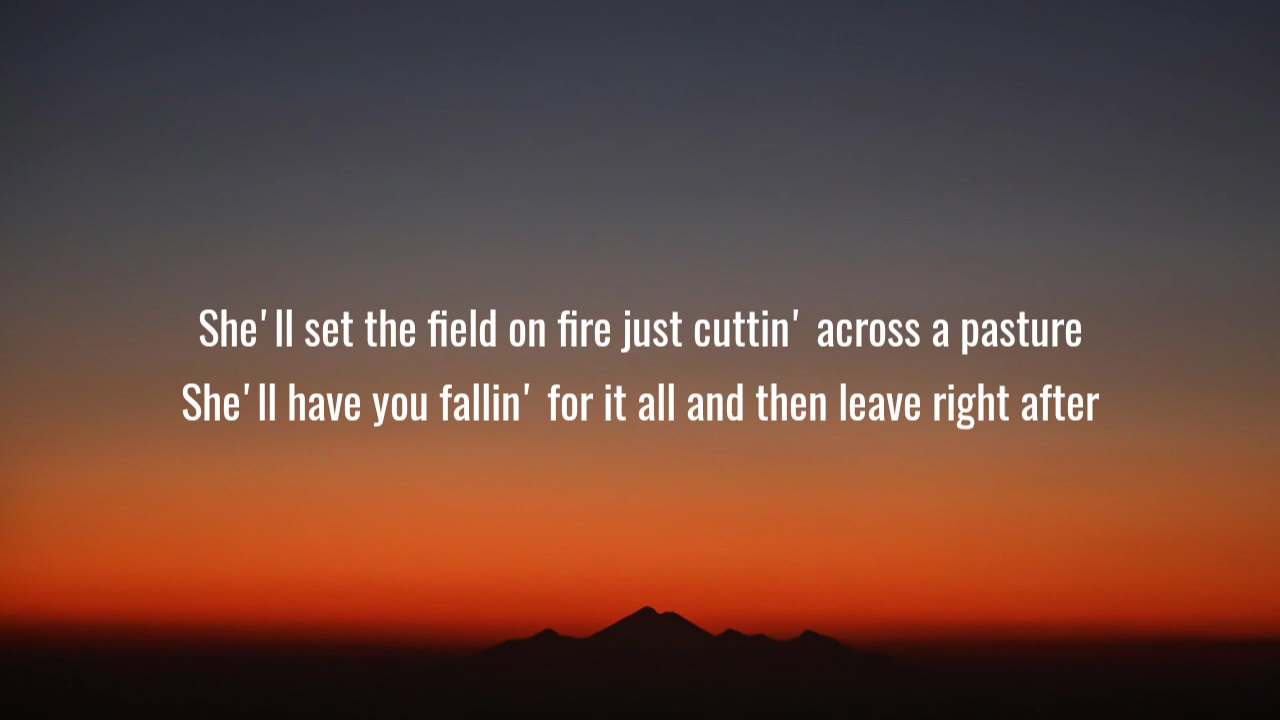 She'll set the field on fire just cuttin' across a pasture
She'll have you fallin' for it all and then leave right after